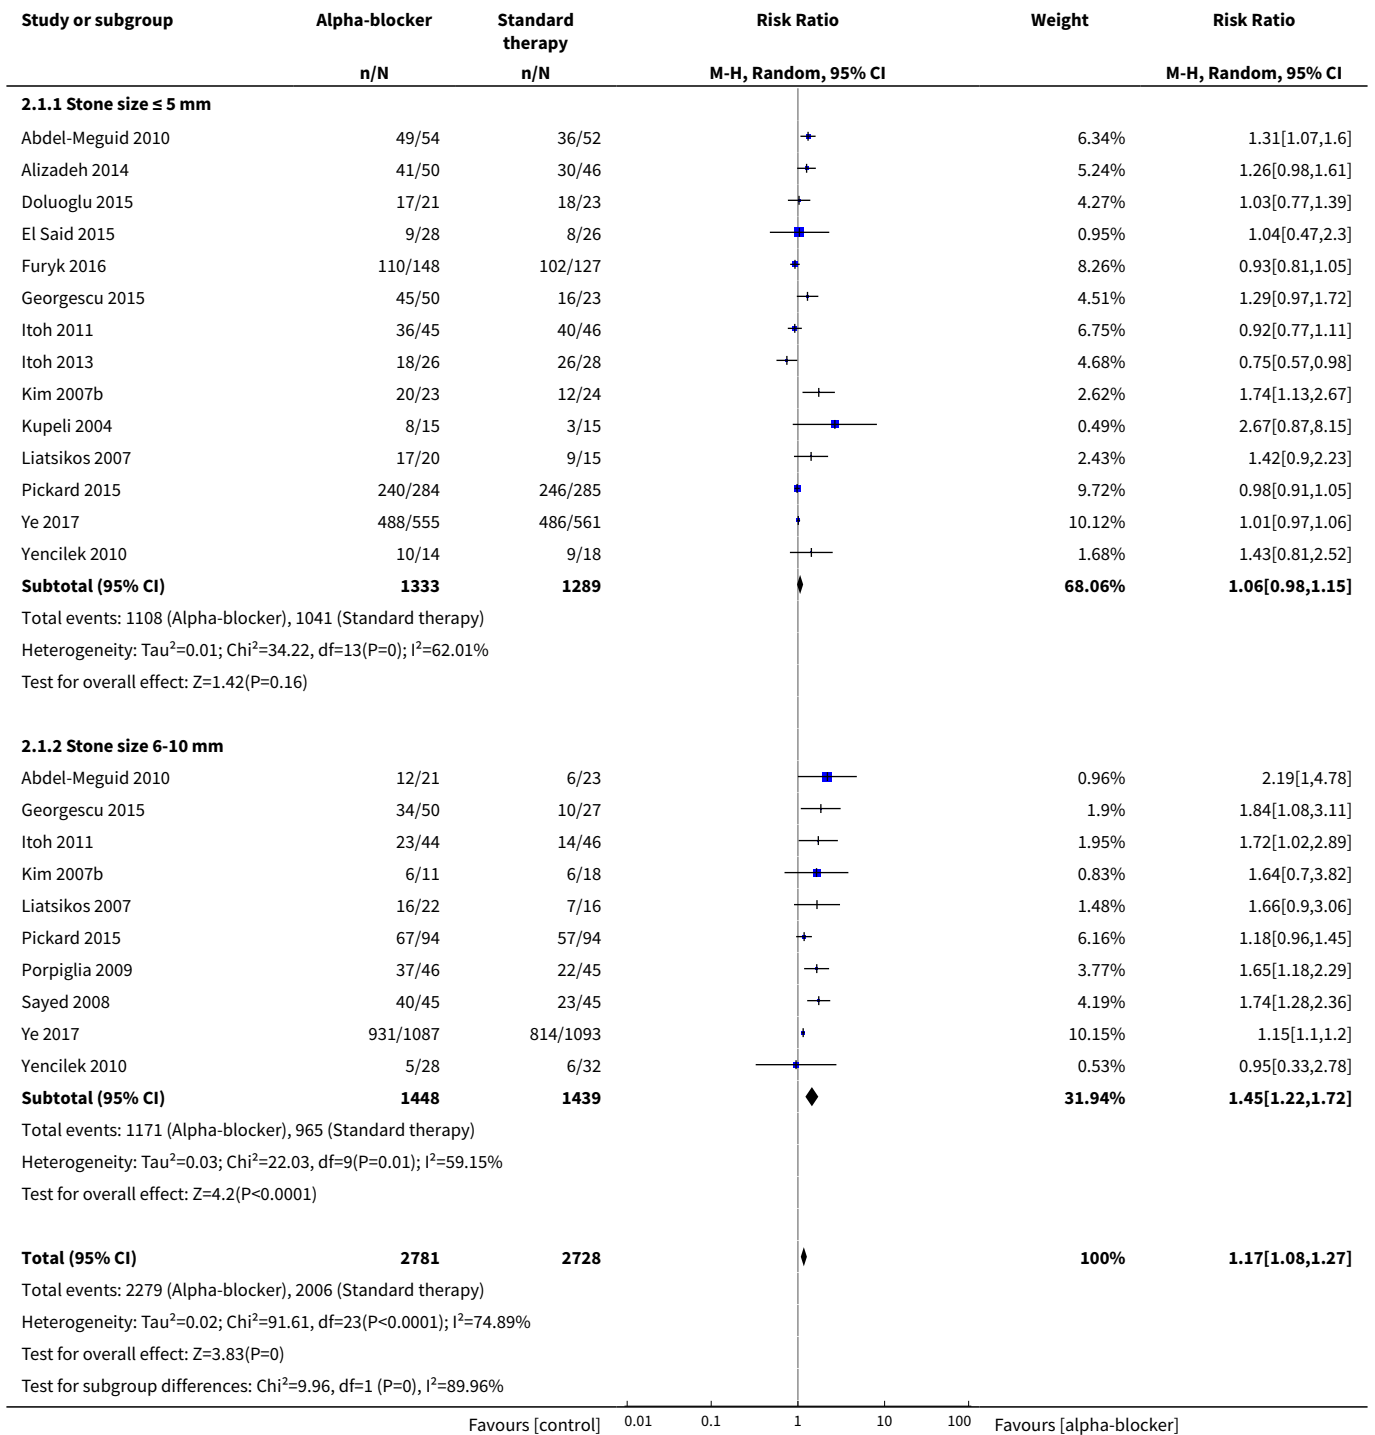 Study or subgroup Alpha-blocker Standard therapy Risk Ratio Weight Risk Ratio
n/N n/N M-H, Random, 95% CI M-H, Random, 95% CI
2.1.1 Stone size ≤ 5 mm
Abdel-Meguid 2010 49/54 36/52 6.34% 1.31[1.07,1.6]
Alizadeh 2014 41/50 30/46 5.24% 1.26[0.98,1.61]
Doluoglu 2015 17/21 18/23 4.27% 1.03[0.77,1.39]
El Said 2015 9/28 8/26 0.95% 1.04[0.47,2.3]
Furyk 2016 110/148 102/127 8.26% 0.93[0.81,1.05]
Georgescu 2015 45/50 16/23 4.51% 1.29[0.97,1.72]
Itoh 2011 36/45 40/46 6.75% 0.92[0.77,1.11]
Itoh 2013 18/26 26/28 4.68% 0.75[0.57,0.98]
Kim 2007b 20/23 12/24 2.62% 1.74[1.13,2.67]
Kupeli 2004 8/15 3/15 0.49% 2.67[0.87,8.15]
Liatsikos 2007 17/20 9/15 2.43% 1.42[0.9,2.23]
Pickard 2015 240/284 246/285 9.72% 0.98[0.91,1.05]
Ye 2017 488/555 486/561 10.12% 1.01[0.97,1.06]
Yencilek 2010 10/14 9/18 1.68% 1.43[0.81,2.52]
Subtotal (95% CI) 1333 1289 68.06% 1.06[0.98,1.15]
Total events: 1108 (Alpha-blocker), 1041 (Standard therapy)
Heterogeneity: Tau²=0.01; Chi²=34.22, df=13(P=0); I²=62.01%
Test for overall effect: Z=1.42(P=0.16)
2.1.2 Stone size 6-10 mm
Abdel-Meguid 2010 12/21 6/23 0.96% 2.19[1,4.78]
Georgescu 2015 34/50 10/27 1.9% 1.84[1.08,3.11]
Itoh 2011 23/44 14/46 1.95% 1.72[1.02,2.89]
Kim 2007b 6/11 6/18 0.83% 1.64[0.7,3.82]
Liatsikos 2007 16/22 7/16 1.48% 1.66[0.9,3.06]
Pickard 2015 67/94 57/94 6.16% 1.18[0.96,1.45]
Porpiglia 2009 37/46 22/45 3.77% 1.65[1.18,2.29]
Sayed 2008 40/45 23/45 4.19% 1.74[1.28,2.36]
Ye 2017 931/1087 814/1093 10.15% 1.15[1.1,1.2]
Yencilek 2010 5/28 6/32 0.53% 0.95[0.33,2.78]
Subtotal (95% CI) 1448 1439 31.94% 1.45[1.22,1.72]
Total events: 1171 (Alpha-blocker), 965 (Standard therapy)
Heterogeneity: Tau²=0.03; Chi²=22.03, df=9(P=0.01); I²=59.15%
Test for overall effect: Z=4.2(P<0.0001)
Total (95% CI) 2781 2728 100% 1.17[1.08,1.27]
Total events: 2279 (Alpha-blocker), 2006 (Standard therapy)
Heterogeneity: Tau²=0.02; Chi²=91.61, df=23(P<0.0001); I²=74.89%
Test for overall effect: Z=3.83(P=0)
Test for subgroup differences: Chi²=9.96, df=1 (P=0), I²=89.96%
Favours [control] 0.01 0.1 1 10 100 Favours [alpha-blocker]